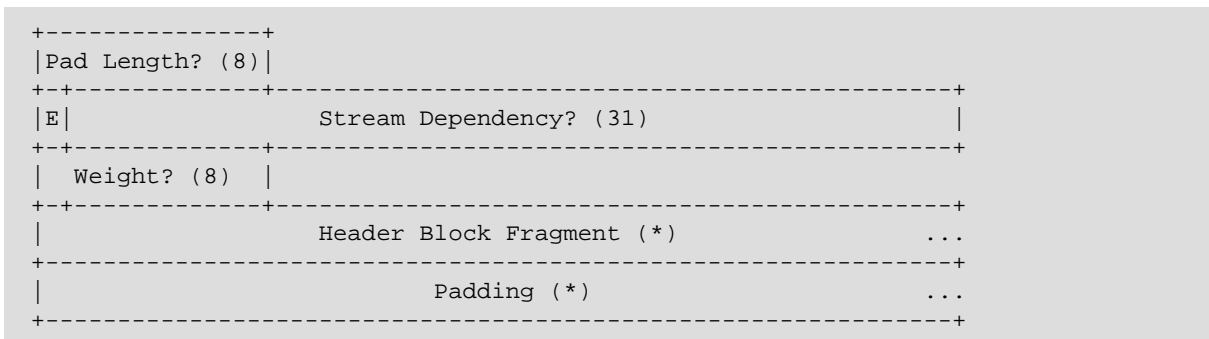 +---------------+
|Pad Length? (8)|
+-+-------------+-----------------------------------------------+
|E|                 Stream Dependency? (31)                     |
+-+-------------+-----------------------------------------------+
|  Weight? (8)  |
+-+-------------+-----------------------------------------------+
|                   Header Block Fragment (*)                 ...
+---------------------------------------------------------------+
|                           Padding (*)                       ...
+---------------------------------------------------------------+